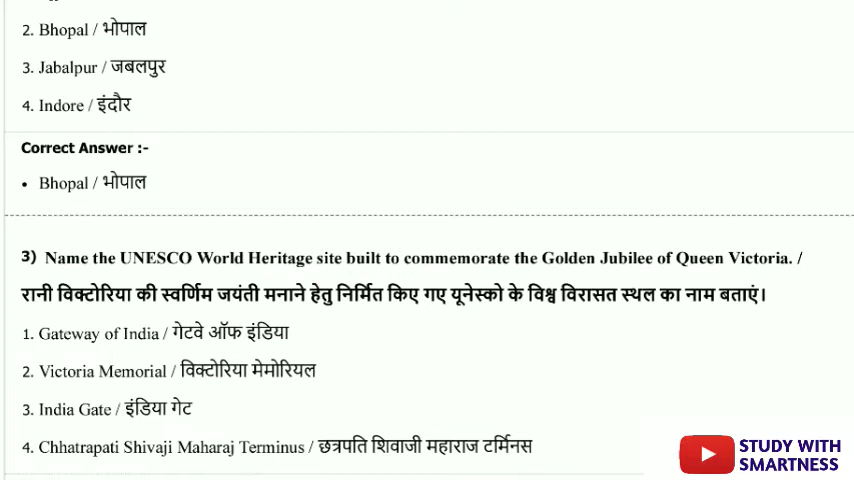 2. Bhopal / भोपाल
3. Jabalpur / जबलपुर
4. Indore / इंदौर
Correct Answer :-
• Bhopal / भोपाल
3) Name the UNESCO World Heritage site built to commemorate the Golden Jubilee of Queen Victoria. /
रानी विक्टोरिया की स्वर्णिम जयंती मनाने हेतु निर्मित किए गए यूनेस्को के विश्व विरासत स्थल का नाम बताएं।
1. Gateway of India / गेटवे ऑफ इंडिया
2. Victoria Memorial / विक्टोरिया मेमोरियल
3. India Gate / इंडिया गेट
4. Chhatrapati Shivaji Maharaj Terminus / छत्रपति शिवाजी महाराज टर्मिनस
STUDY WITH
SMARTNESS